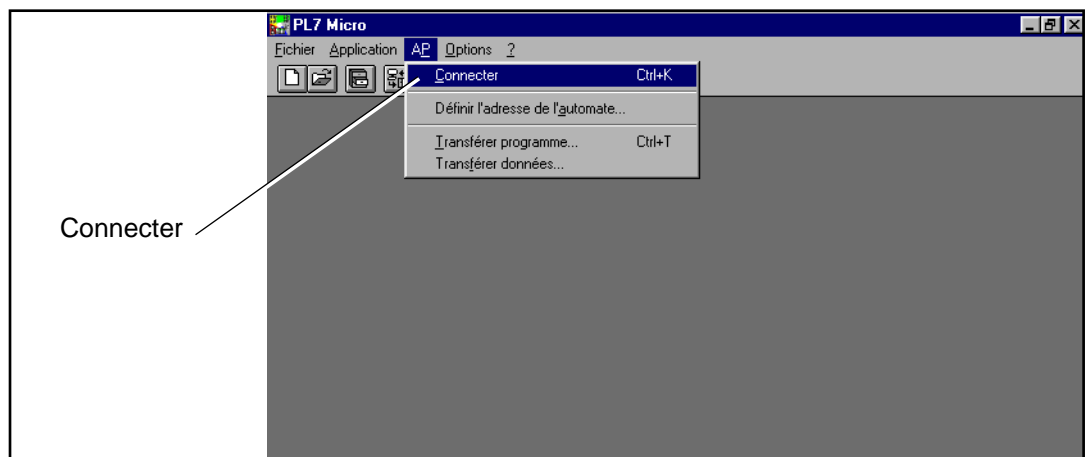 PL7 Micro
Fichier Application AP Options ?
Connecter Ctrl+K
Définir l'adresse de l'automate...
Transférer programme... Ctrl+T
Transférer données...
Connecter